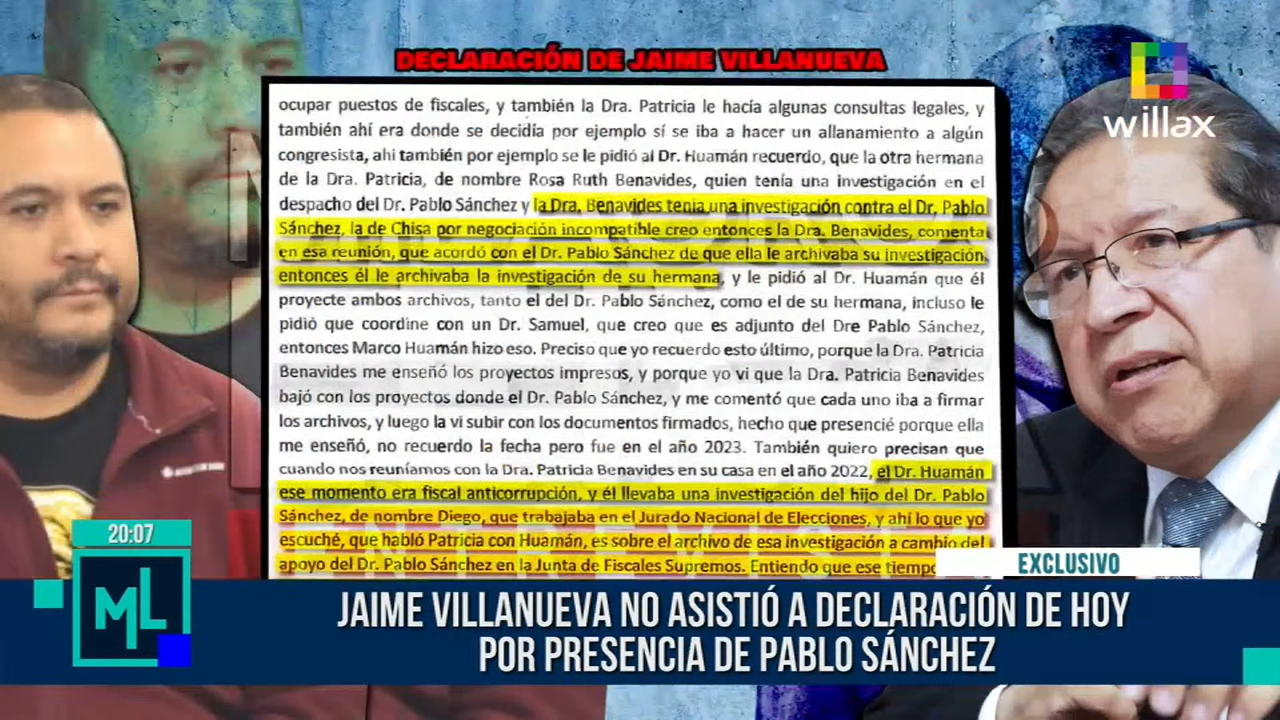 DECLARACIÓN DE JAIME VILLANUEVA
willax
ocupar puestos de fiscales, y también la Dra. Patricia le hacía algunas consultas legales, y
también ahí era donde se decidía por ejemplo sí se iba a hacer un allanamiento a algún
congresista, ahi también por ejemplo se le pidió al Dr. Huamán recuerdo, que la otra hermana
de la Dra. Patricia, de nombre Rosa Ruth Benavides, quien tenía una investigación en el
despacho del Dr. Pablo Sánchez y la Dra. Benavides tenia una investigación contra el Dr. Pablo
Sánchez, la de Chisa por negociación incompatible creo entonces la Dra. Benavides, comenta
en esa reunión, que acordó con el Dr. Pablo Sánchez de que ella le archivaba su investigación,
entonces él le archivaba la investigación de su hermana, y le pidió al Dr. Huamán que él
proyecte ambos archivos, tanto el del Dr. Pablo Sánchez, como el de su hermana, incluso le
pidió que coordine con un Dr. Samuel, que creo que es adjunto del Dre Pablo Sánchez,
entonces Marco Huamán hizo eso. Preciso que yo recuerdo esto último, porque la Dra. Patricia
Benavides me enseñó los proyectos impresos, y porque yo vi que la Dra. Patricia Benavides
bajó con los proyectos donde el Dr. Pablo Sánchez, y me comentó que cada uno iba a firmar
los archivos, y luego la vi subir con los documentos firmados, hecho que presencié porque ella
me enseñó, no recuerdo la fecha pero fue en el año 2023. También quiero precisan que
cuando nos reuníamos con la Dra. Patricia Benavides en su casa en el año 2022, el Dr. Huamán
ese momento era fiscal anticorrupción, y él llevaba una investigación del hijo del Dr. Pablo
Sánchez, de nombre Diego, que trabajaba en el Jurado Nacional de Elecciones, y ahí lo que yo
escuché, que habló Patricia con Huamán, es sobre el archivo de esa investigación a cambio del
apoyo del Dr. Pablo Sánchez en la Junta de Fiscales Supremos. Entiendo que ese tiempo
20:07
ML
EXCLUSIVO
JAIME VILLANUEVA NO ASISTIÓ A DECLARACIÓN DE HOY
POR PRESENCIA DE PABLO SÁNCHEZ